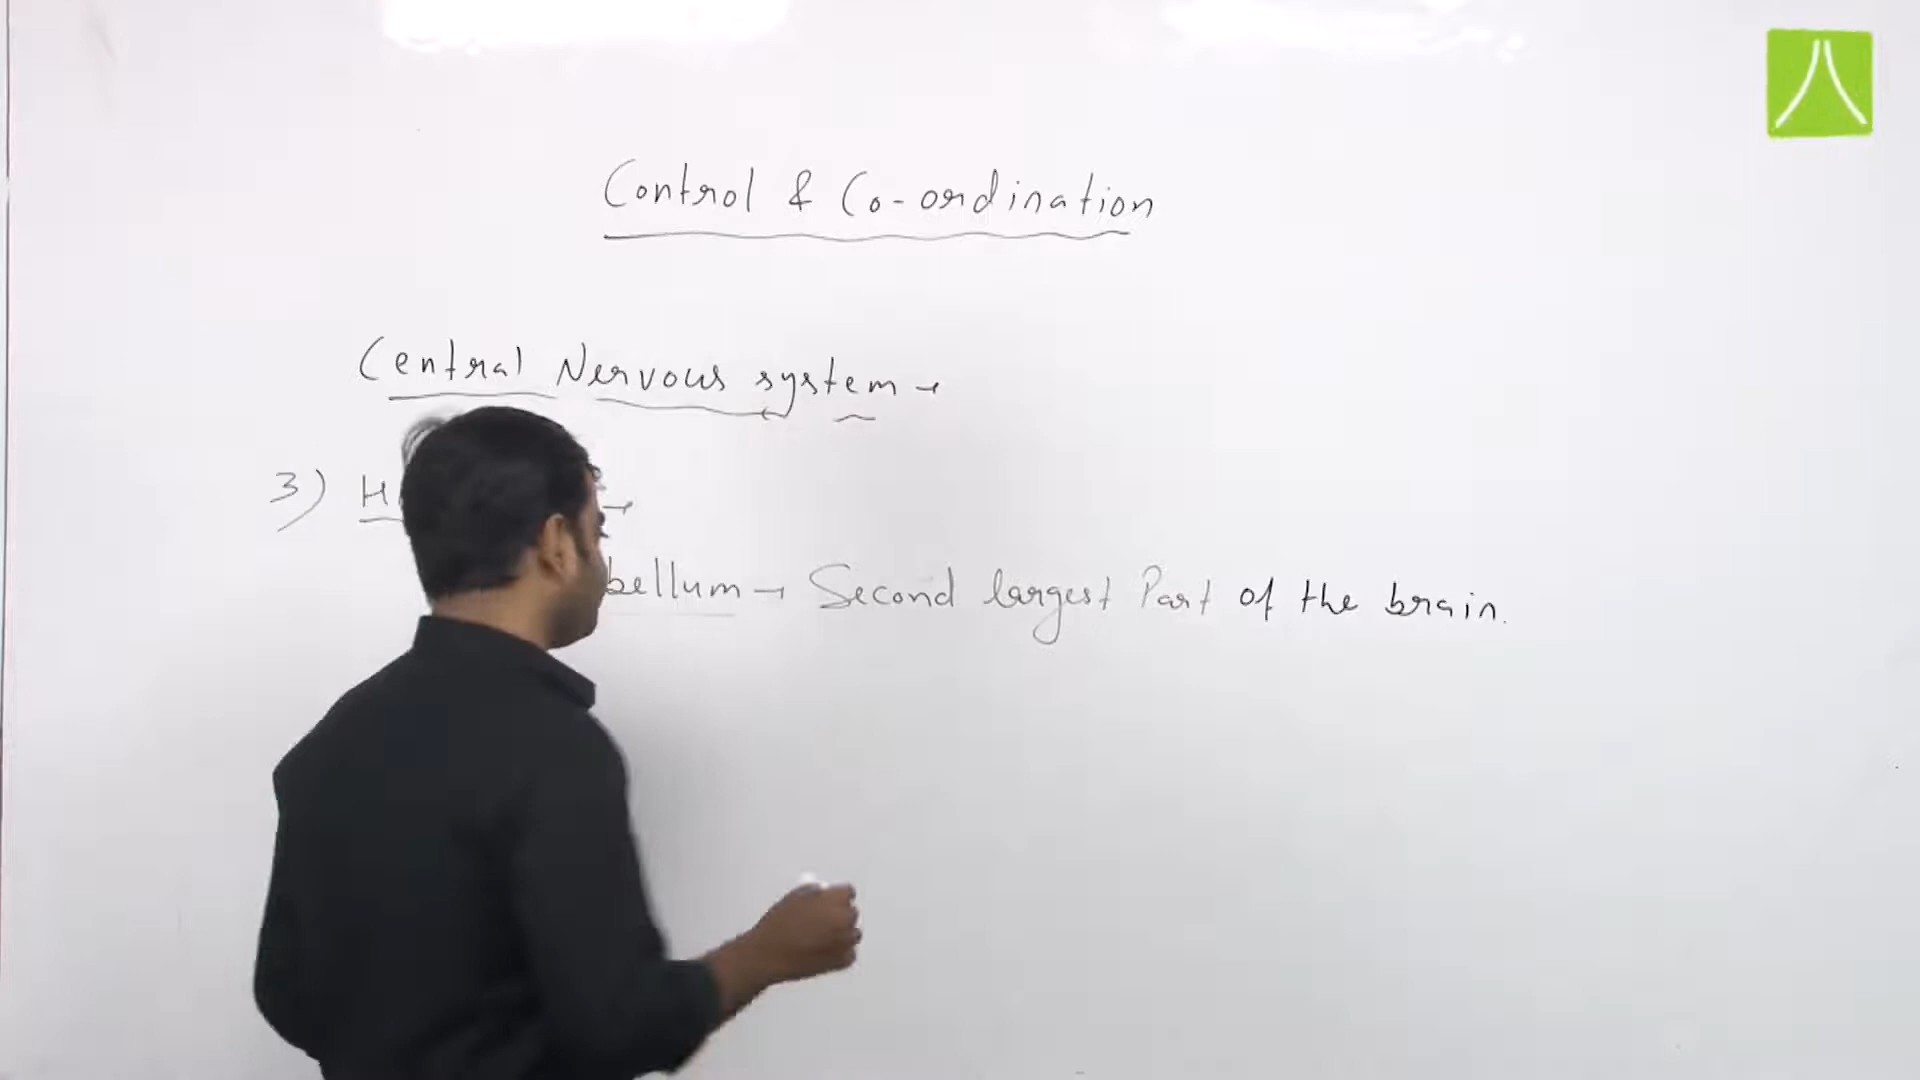 Control & Co-ordination
Central Nervous system →
3) H →
bellum → Second largest Part of the brain.